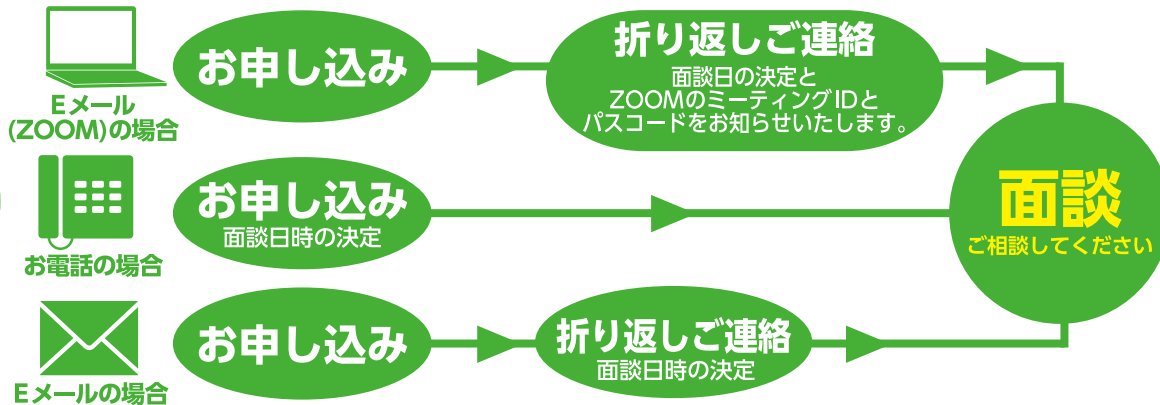 Eメール
(ZOOM)の場合
お申し込み
折り返しご連絡
面談日の決定と
ZOOMのミーティングIDと
パスコードをお知らせいたします。
お電話の場合
お申し込み
面談日時の決定
面談
ご相談してください
Eメールの場合
お申し込み
折り返しご連絡
面談日時の決定